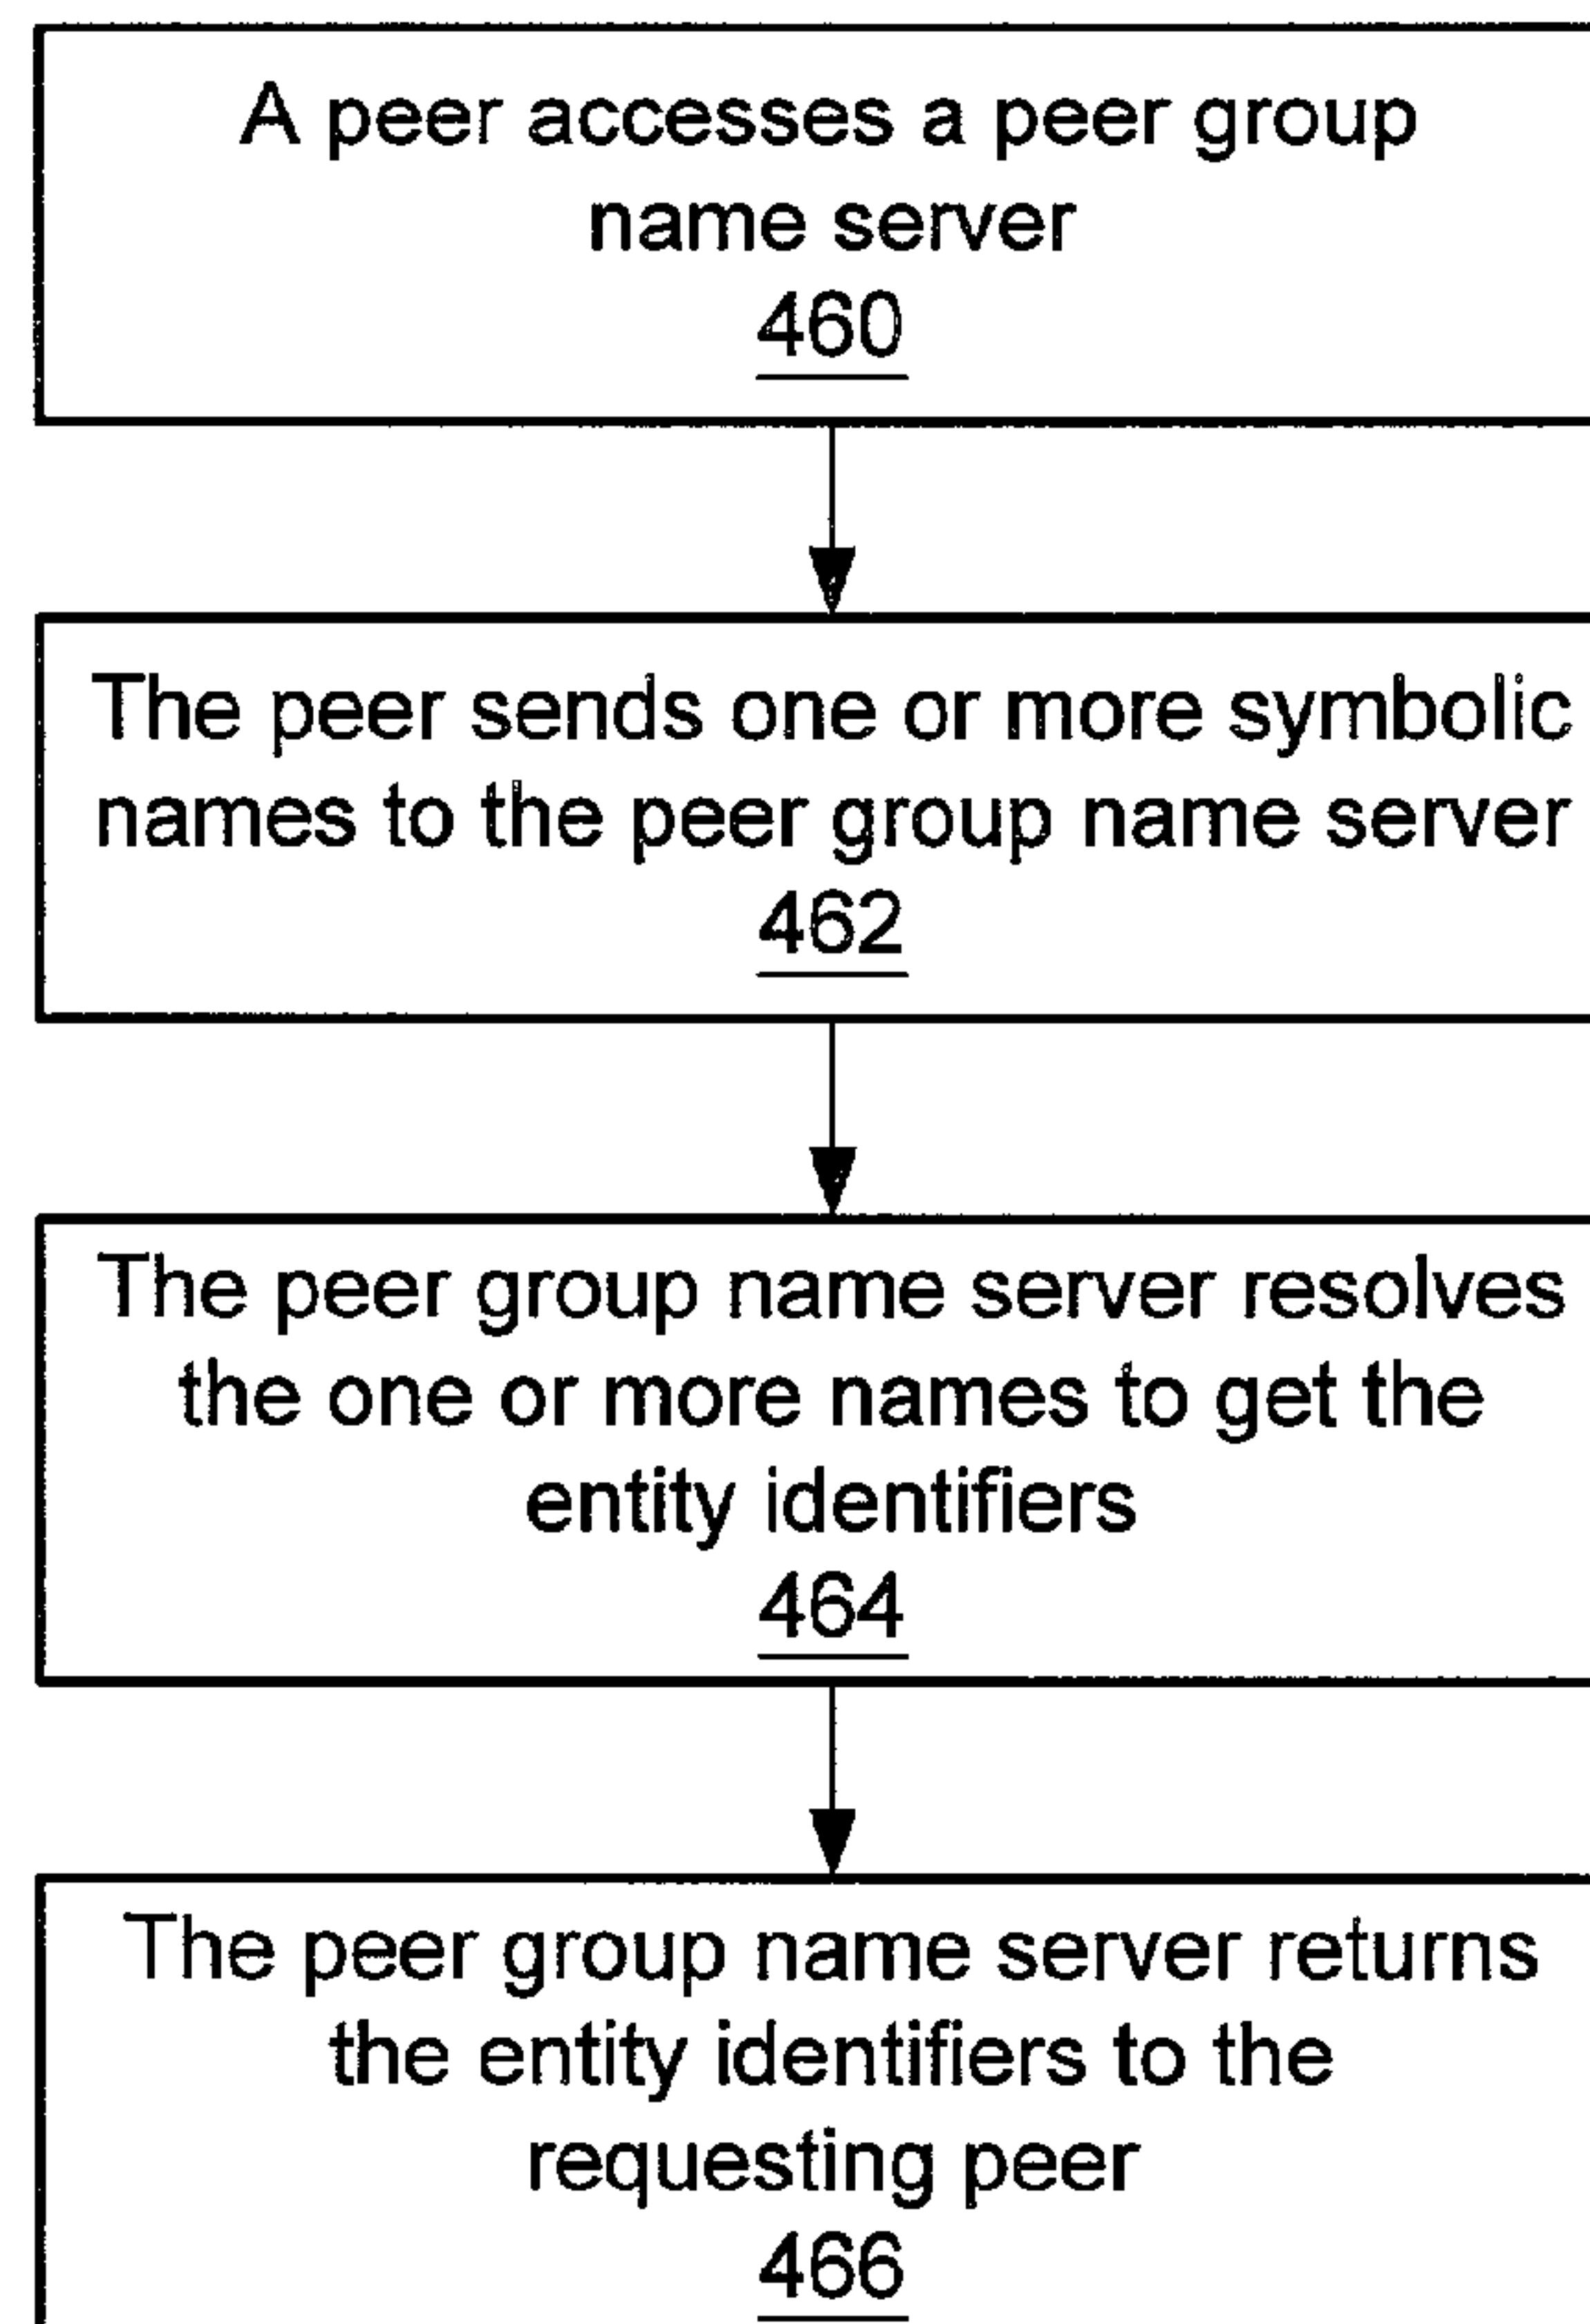 A peer accesses a peer group
name server
460
The peer sends one or more symbolic
names to the peer group name server
462
The peer group name server resolves
the one or more names to get the
entity identifiers
464
The peer group name server returns
the entity identifiers to the
requesting peer
466